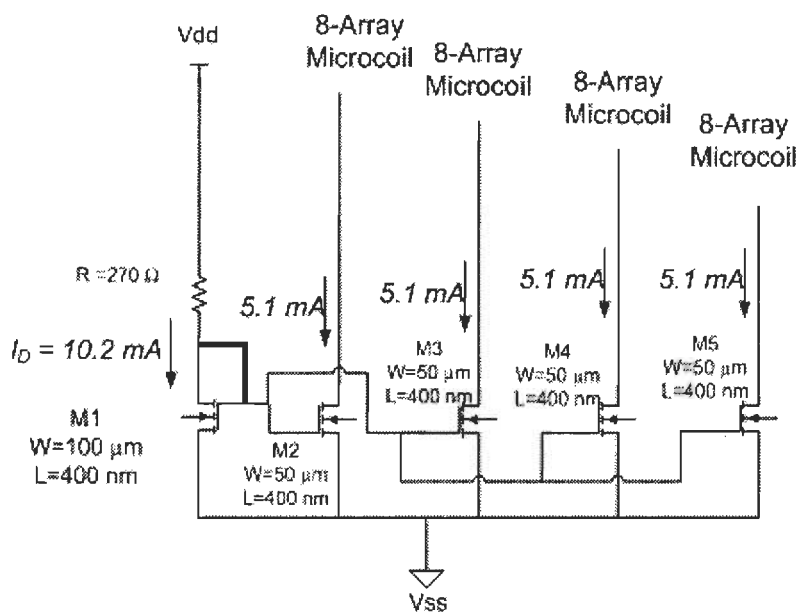 8-Array
Microcoil
8-Array
Microcoil
8-Array
Microcoil
8-Array
Microcoil
Vdd
R =270 Ω
5.1 mA
5.1 mA
5.1 mA
5.1 mA
I_D = 10.2 mA
M1
W=100 μm
L=400 nm
M2
W=50 μm
L=400 nm
M3
W=50 μm
L=400 nm
M4
W=50 μm
L=400 nm
M5
W=50 μm
L=400 nm
Vss